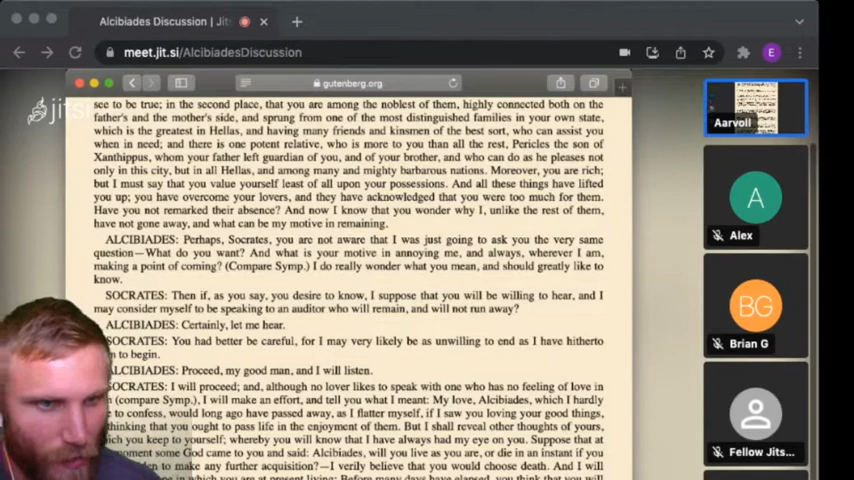 Alcibiades Discussion | Jits
meet.jit.si/AlcibiadesDiscussion
E
gutenberg.org
jitsi
see to be true; in the second place, that you are among the noblest of them, highly connected both on the
father's and the mother's side, and sprung from one of the most distinguished families in your own state,
which is the greatest in Hellas, and having many friends and kinsmen of the best sort, who can assist you
when in need; and there is one potent relative, who is more to you than all the rest, Pericles the son of
Xanthippus, whom your father left guardian of you, and of your brother, and who can do as he pleases not
only in this city, but in all Hellas, and among many and mighty barbarous nations. Moreover, you are rich;
but I must say that you value yourself least of all upon your possessions. And all these things have lifted
you up; you have overcome your lovers, and they have acknowledged that you were too much for them.
Have you not remarked their absence? And now I know that you wonder why I, unlike the rest of them,
have not gone away, and what can be my motive in remaining.
ALCIBIADES: Perhaps, Socrates, you are not aware that I was just going to ask you the very same
question—What do you want? And what is your motive in annoying me, and always, wherever I am,
making a point of coming? (Compare Symp.) I do really wonder what you mean, and should greatly like to
know.
SOCRATES: Then if, as you say, you desire to know, I suppose that you will be willing to hear, and I
may consider myself to be speaking to an auditor who will remain, and will not run away?
ALCIBIADES: Certainly, let me hear.
SOCRATES: You had better be careful, for I may very likely be as unwilling to end as I have hitherto
n to begin.
ALCIBIADES: Proceed, my good man, and I will listen.
SOCRATES: I will proceed; and, although no lover likes to speak with one who has no feeling of love in
n (compare Symp.), I will make an effort, and tell you what I meant: My love, Alcibiades, which I hardly
e to confess, would long ago have passed away, as I flatter myself, if I saw you loving your good things,
thinking that you ought to pass life in the enjoyment of them. But I shall reveal other thoughts of yours,
ich you keep to yourself; whereby you will know that I have always had my eye on you. Suppose that at
moment some God came to you and said: Alcibiades, will you live as you are, or die in an instant if you
den to make any further acquisition?—I verily believe that you would choose death. And I will
in which you are at present living: Before many days have elapsed, you think that you will
Aarvoll
A
Alex
BG
Brian G
Fellow Jits...